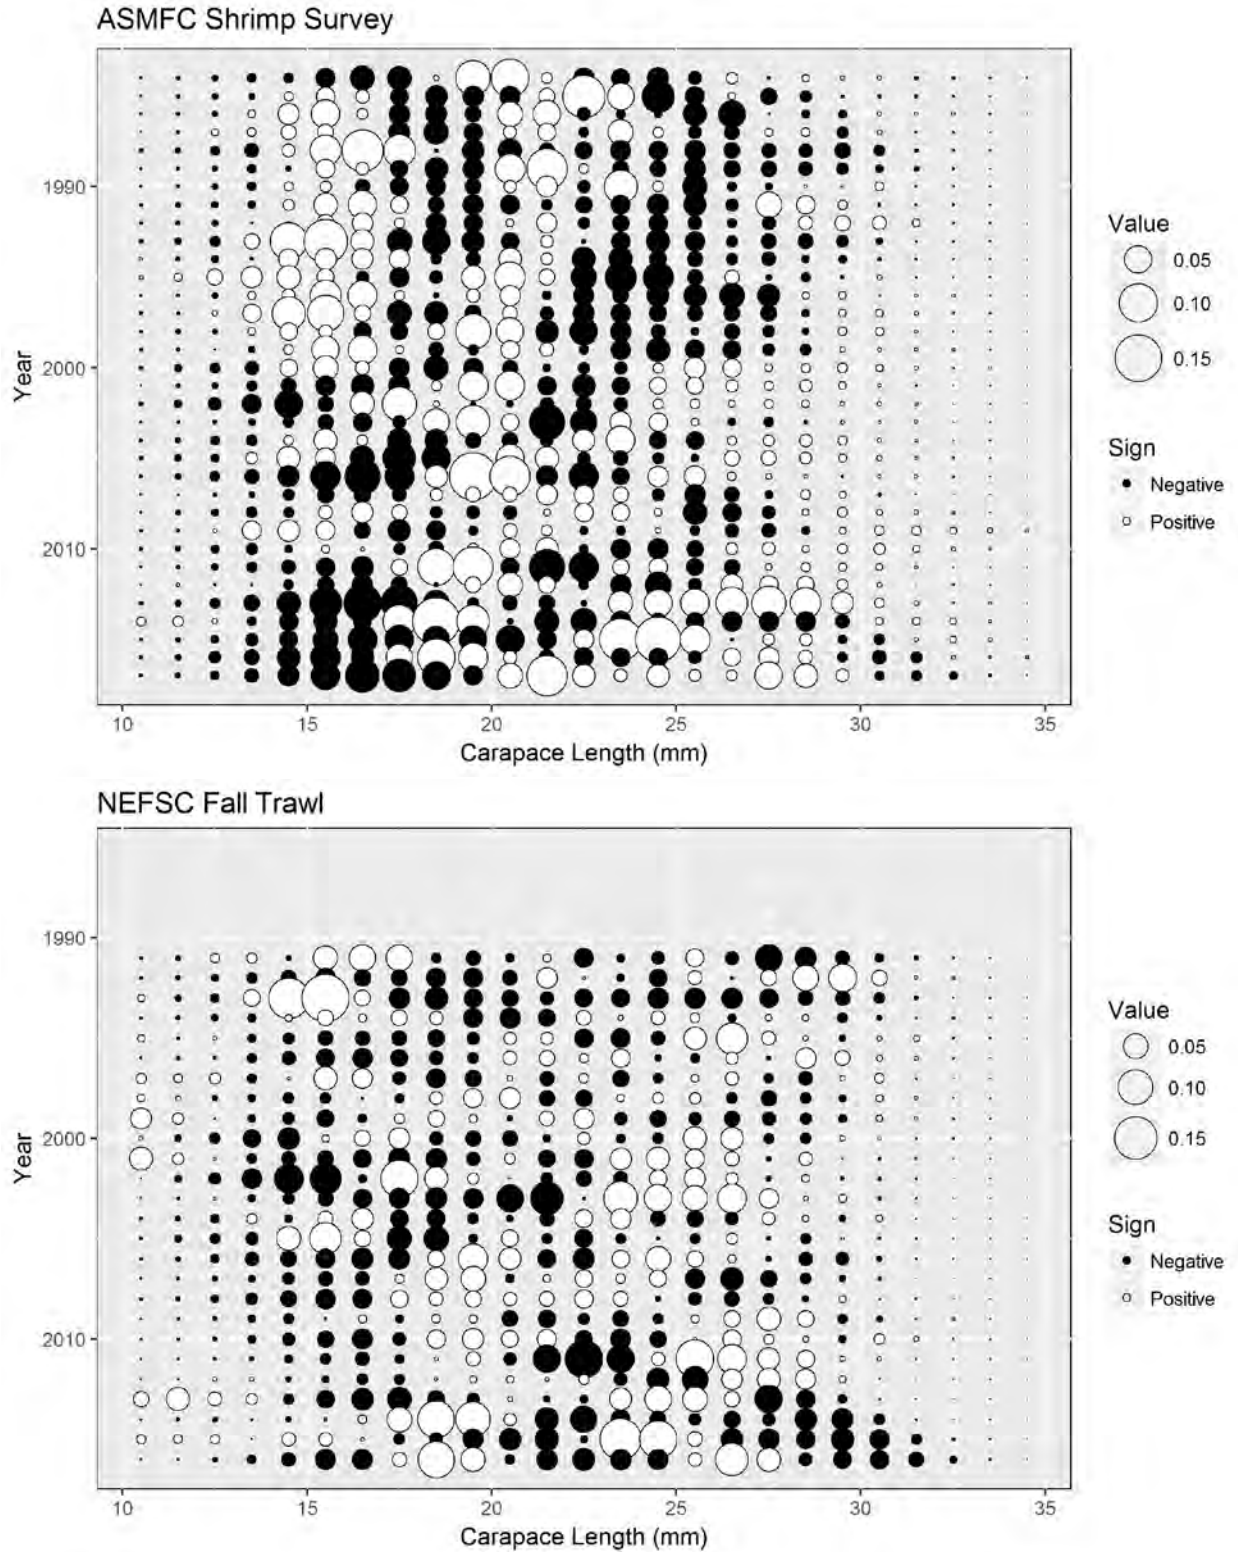 ASMFC Shrimp Survey
1990
2000
2010
Year
10 15 20 25 30 35
Carapace Length (mm)
Value
0.05
0.10
0.15
Sign
Negative
Positive
NEFSC Fall Trawl
1990
2000
2010
Year
10 15 20 25 30 35
Carapace Length (mm)
Value
0.05
0.10
0.15
Sign
Negative
Positive